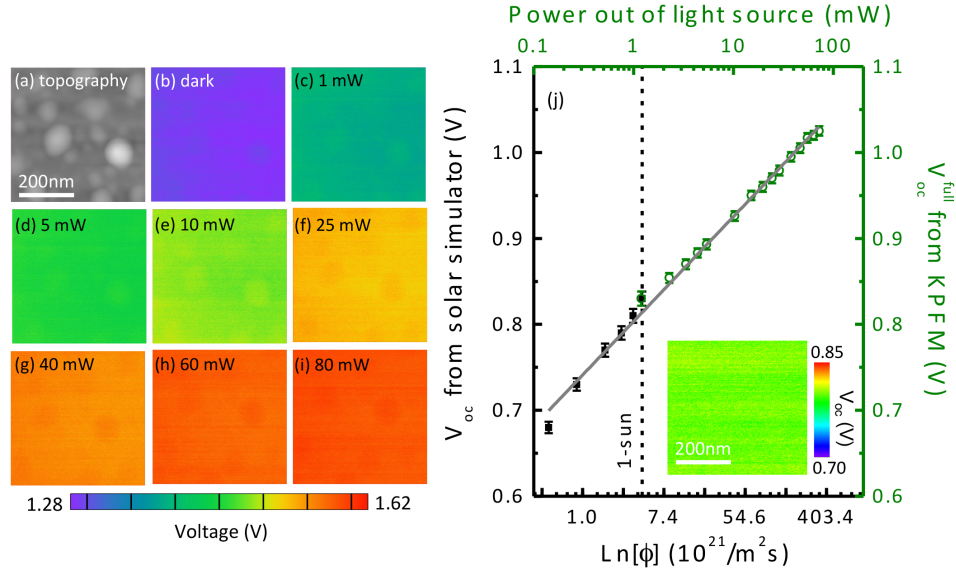 (a) topography
200nm
(b) dark
(c) 1 mW
(d) 5 mW
(e) 10 mW
(f) 25 mW
(g) 40 mW
(h) 60 mW
(i) 80 mW
1.28
1.62
Voltage (V)
Power out of light source (mW)
0.1 1 10 100
(j)
V_oc from solar simulator (V)
1.1
1.0
0.9
0.8
0.7
0.6
1-sun
200nm
0.85
V_oc (V)
0.70
1.1
1.0
0.9
0.8
0.7
0.6
V_oc^full from KPFM (V)
1.0 7.4 54.6 403.4
Ln[ϕ] (10^21/m^2s)